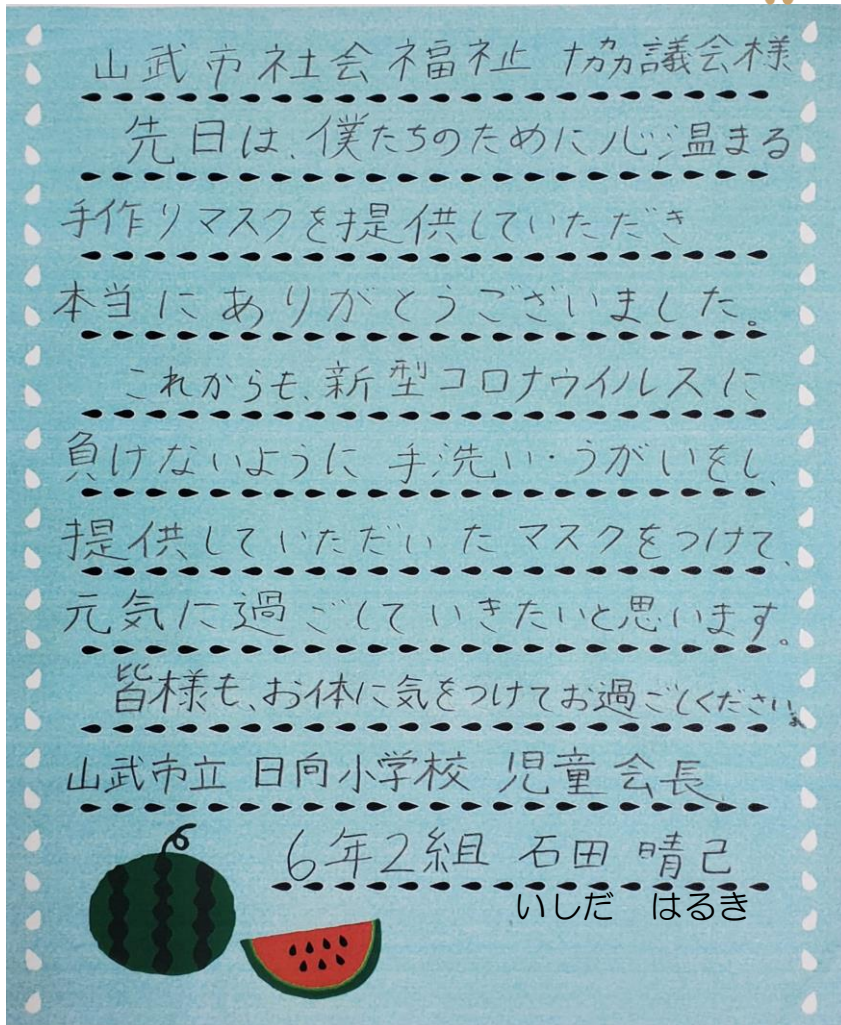 山武市社会福祉協議会様
先日は、僕たちのために心温まる
手作りマスクを提供していただき
本当にありがとうございました。
これからも、新型コロナウイルスに
負けないように手洗い・うがいをし、
提供していただいたマスクをつけて、
元気に過ごしていきたいと思います。
皆様も、お体に気をつけてお過ごしください。
山武市立 日向小学校 児童会長
6年2組 石田 晴己
いしだ はるき